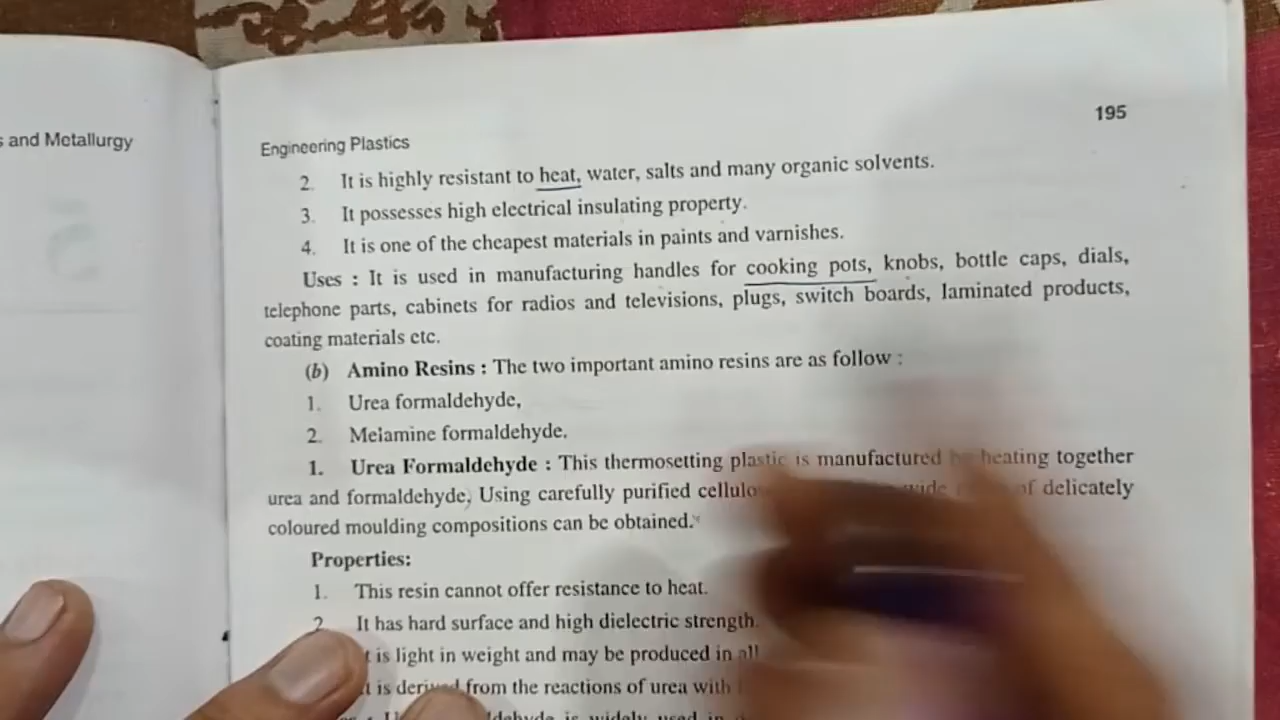 s and Metallurgy
195
Engineering Plastics
2. It is highly resistant to heat, water, salts and many organic solvents.
3. It possesses high electrical insulating property.
4. It is one of the cheapest materials in paints and varnishes.
Uses : It is used in manufacturing handles for cooking pots, knobs, bottle caps, dials,
telephone parts, cabinets for radios and televisions, plugs, switch boards, laminated products,
coating materials etc.
(b) Amino Resins : The two important amino resins are as follow :
1. Urea formaldehyde,
2. Melamine formaldehyde.
1. Urea Formaldehyde : This thermosetting plastic is manufactured by heating together
urea and formaldehyde, Using carefully purified wide of delicately
coloured moulding compositions can be obtained.
Properties:
1. This resin cannot offer resistance to heat.
2. It has hard surface and high dielectric strength.
is light in weight and may be produced in all
is derived from the reactions of urea with
is widely used in